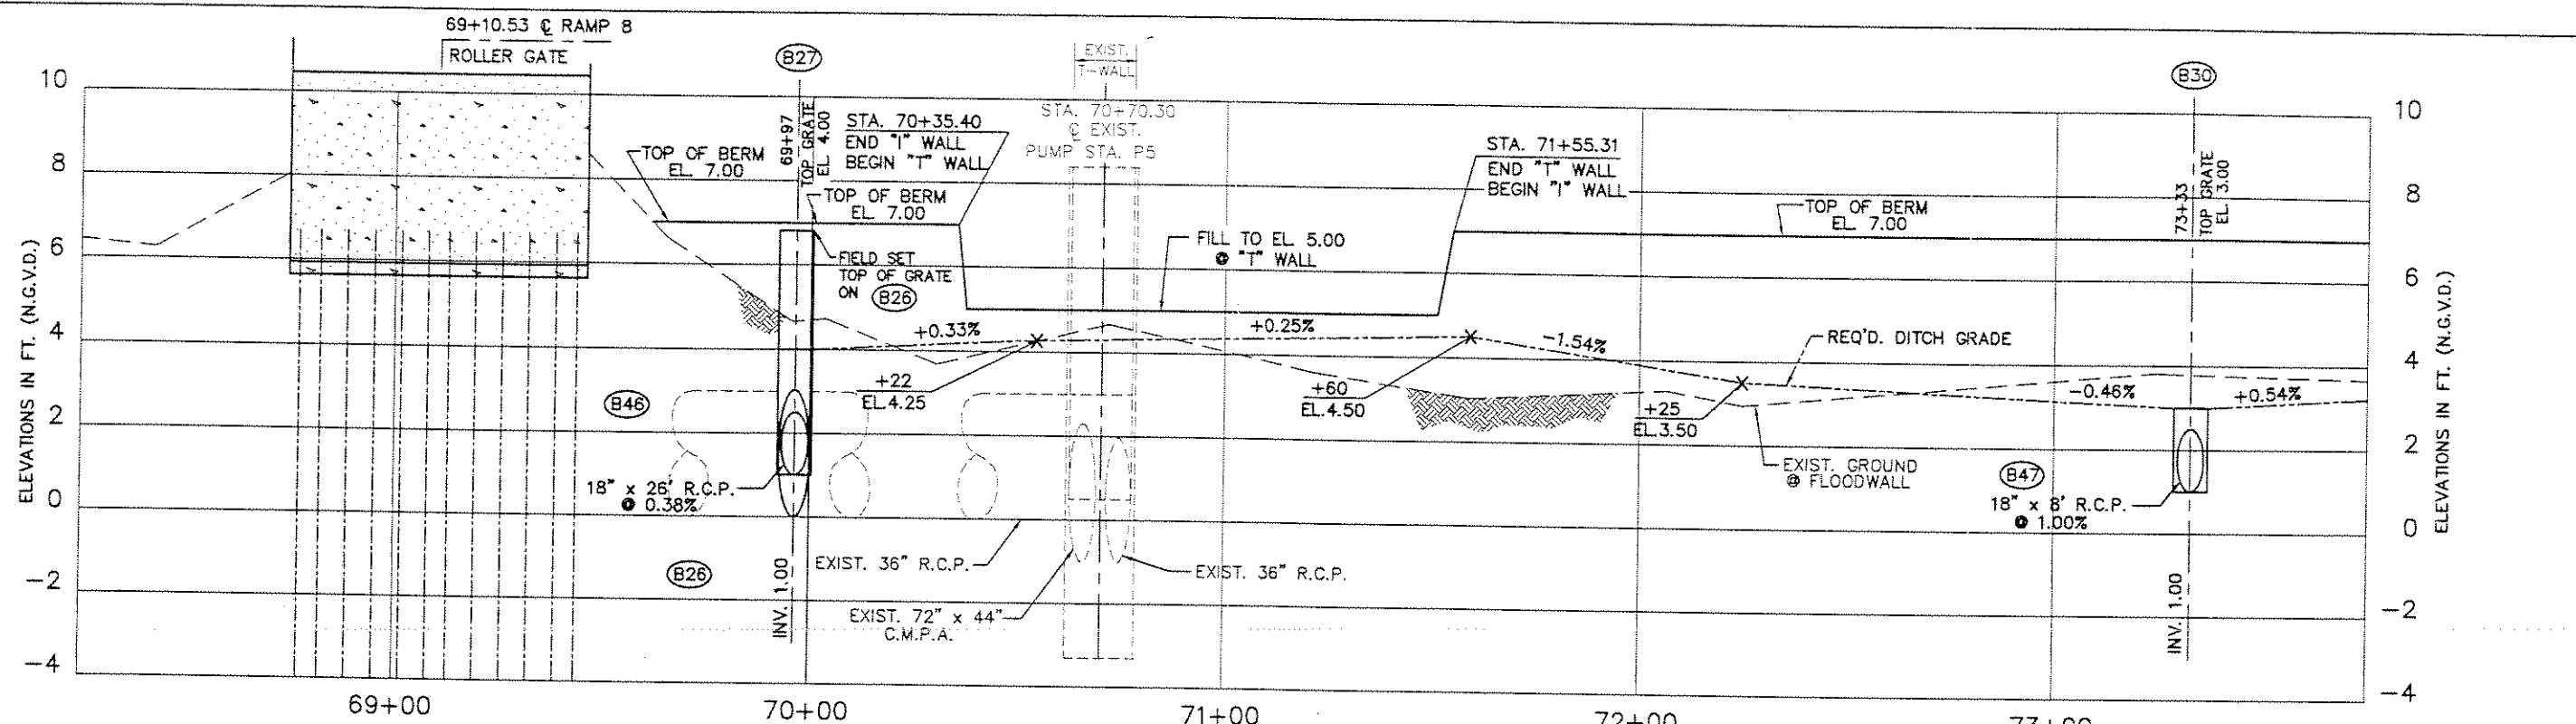 69+10.53 ℄ RAMP 8
ROLLER GATE
B27
EXIST.
T-WALL
B30
10
8
6
4
2
0
-2
-4
ELEVATIONS IN FT. (N.G.V.D.)
TOP OF BERM
EL. 7.00
69+97
TOP GRATE
EL 4.00
STA. 70+35.40
END "I" WALL
BEGIN "T" WALL
STA. 70+70.30
℄ EXIST.
PUMP STA. P5
STA. 71+55.31
END "T" WALL
BEGIN "I" WALL
73+33
TOP GRATE
EL 3.00
TOP OF BERM
EL 7.00
TOP OF BERM
EL 7.00
FIELD SET
TOP OF GRATE
ON B26
FILL TO EL 5.00
@ "T" WALL
+0.33%
+0.25%
-1.54%
REQ'D. DITCH GRADE
-0.46%
+0.54%
+22
EL.4.25
+60
EL.4.50
+25
EL.3.50
B46
18" x 26' R.C.P.
@ 0.38%
EXIST. GROUND
@ FLOODWALL
B47
18" x 8' R.C.P.
@ 1.00%
B26
INV. 1.00
EXIST. 36" R.C.P.
EXIST. 36" R.C.P.
EXIST. 72" x 44"
C.M.P.A.
INV. 1.00
10
8
6
4
2
0
-2
-4
ELEVATIONS IN FT. (N.G.V.D.)
69+00
70+00
71+00
72+00
73+00